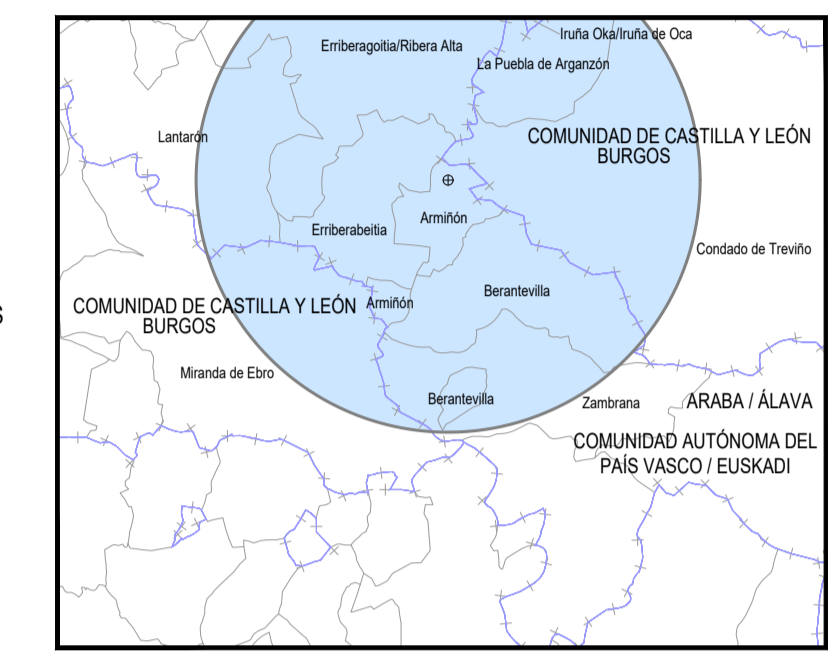 Iruña Oka/Iruña de Oca
Erriberagoitia/Ribera Alta
La Puebla de Arganzón
Lantarón
COMUNIDAD DE CASTILLA Y LEÓN
BURGOS
Armiñón
Erriberabeitia
Condado de Treviño
Berantevilla
COMUNIDAD DE CASTILLA Y LEÓN
BURGOS
Armiñón
S
Miranda de Ebro
Berantevilla
Zambrana
ARABA / ÁLAVA
COMUNIDAD AUTÓNOMA DEL
PAÍS VASCO / EUSKADI